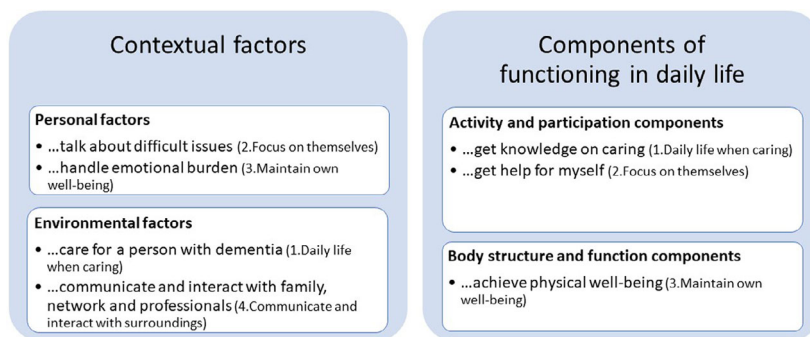 Contextual factors
Personal factors
• ...talk about difficult issues (2.Focus on themselves)
• ...handle emotional burden (3.Maintain own
well-being)
Environmental factors
• ...care for a person with dementia (1.Daily life
when caring)
• ...communicate and interact with family,
network and professionals (4.Communicate and
interact with surroundings)
Components of
functioning in daily life
Activity and participation components
• ...get knowledge on caring (1.Daily life when caring)
• ...get help for myself (2.Focus on themselves)
Body structure and function components
• ...achieve physical well-being (3.Maintain own
well-being)